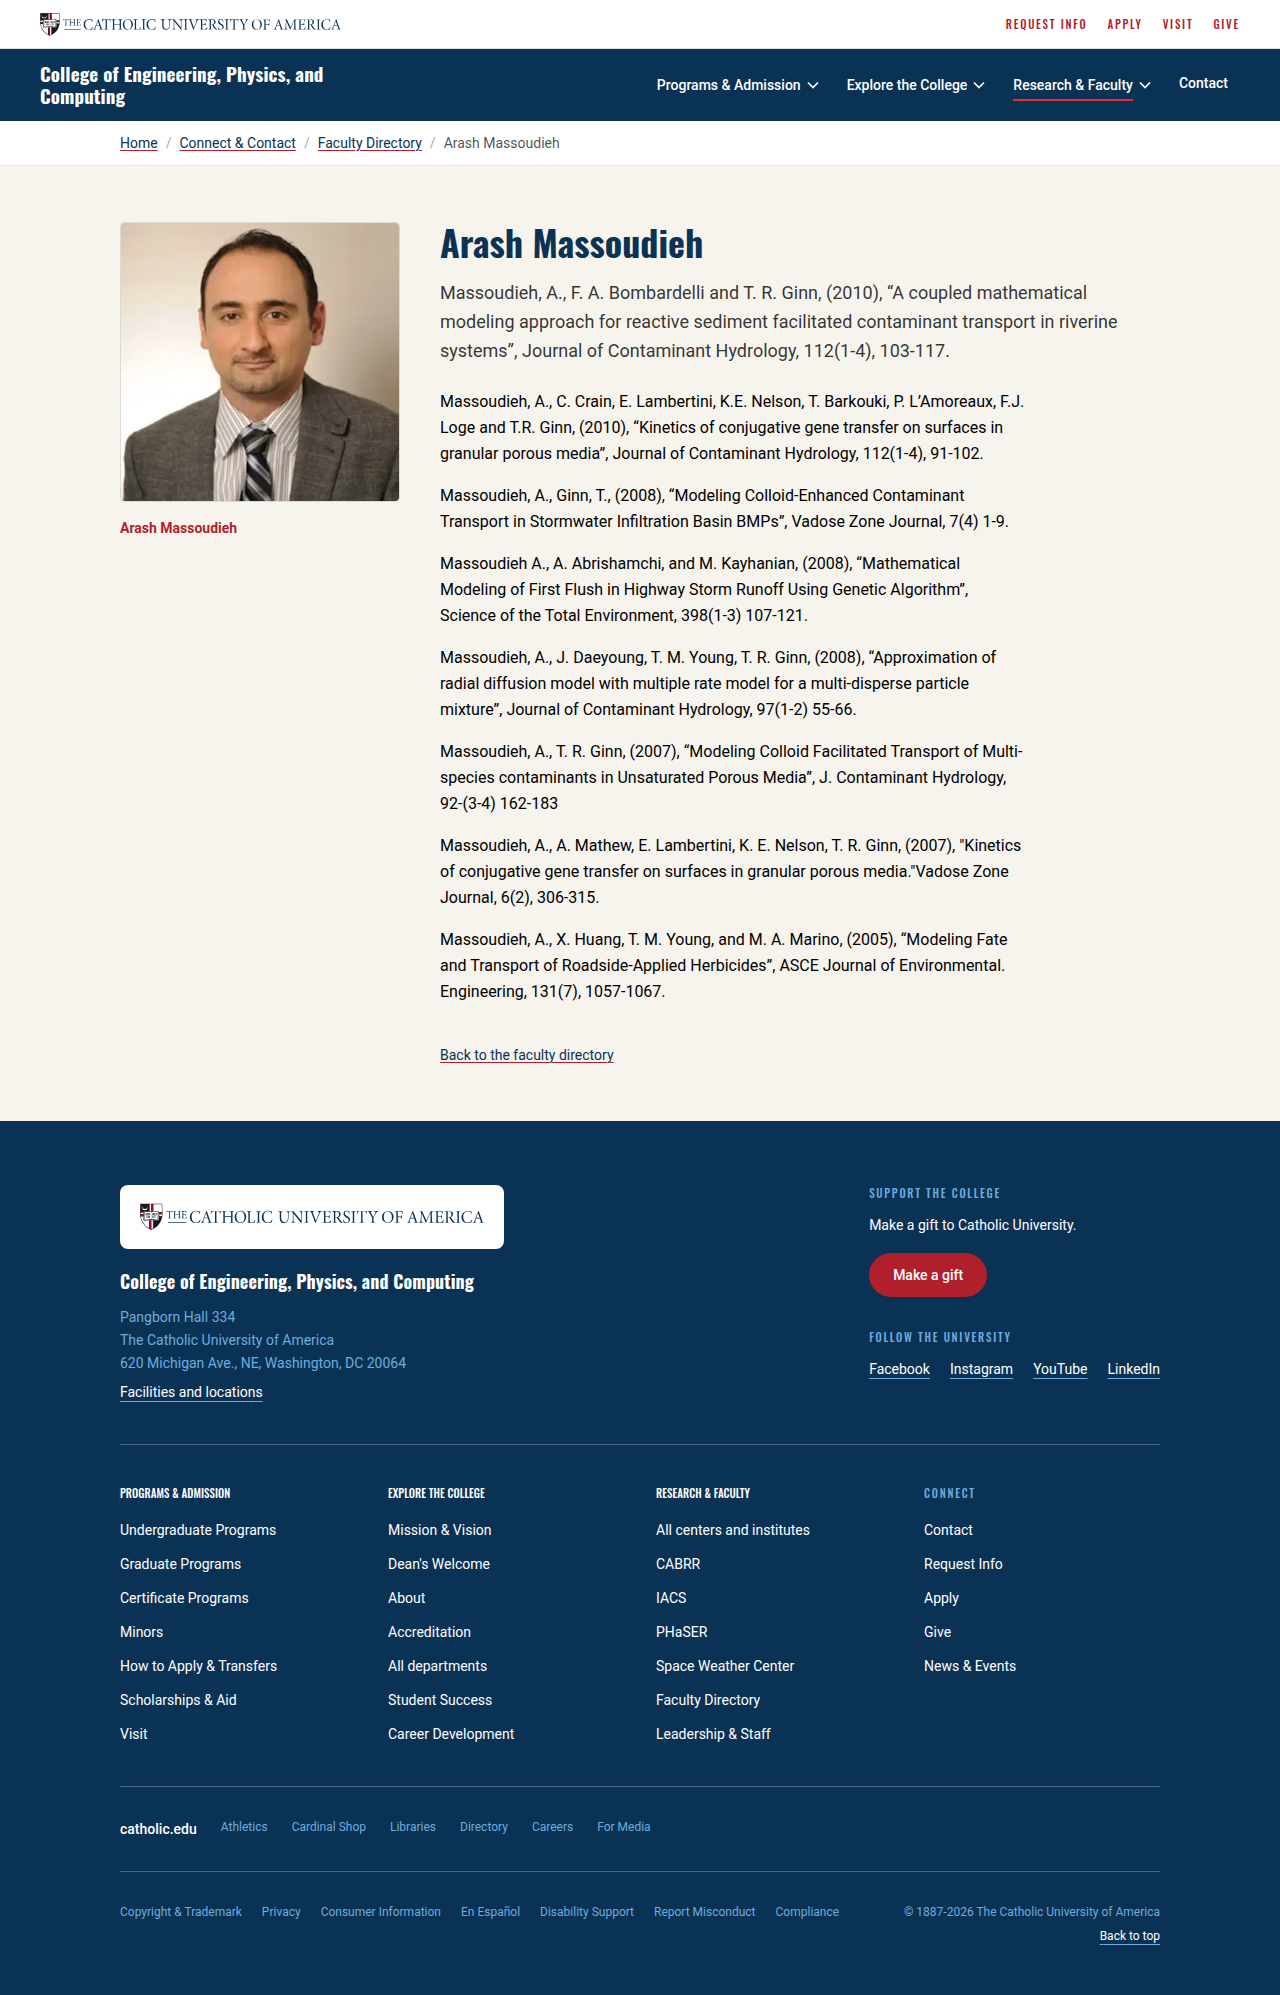 THE CATHOLIC UNIVERSITY OF AMERICA
REQUEST INFO APPLY VISIT GIVE
College of Engineering, Physics, and
Computing
Programs & Admission Explore the College Research & Faculty Contact
Home / Connect & Contact / Faculty Directory / Arash Massoudieh
Arash Massoudieh
Arash Massoudieh
Massoudieh, A., F. A. Bombardelli and T. R. Ginn, (2010), “A coupled mathematical
modeling approach for reactive sediment facilitated contaminant transport in riverine
systems”, Journal of Contaminant Hydrology, 112(1-4), 103-117.
Massoudieh, A., C. Crain, E. Lambertini, K.E. Nelson, T. Barkouki, P. L’Amoreaux, F.J.
Loge and T.R. Ginn, (2010), “Kinetics of conjugative gene transfer on surfaces in
granular porous media”, Journal of Contaminant Hydrology, 112(1-4), 91-102.
Massoudieh, A., Ginn, T., (2008), “Modeling Colloid-Enhanced Contaminant
Transport in Stormwater Infiltration Basin BMPs”, Vadose Zone Journal, 7(4) 1-9.
Massoudieh A., A. Abrishamchi, and M. Kayhanian, (2008), “Mathematical
Modeling of First Flush in Highway Storm Runoff Using Genetic Algorithm”,
Science of the Total Environment, 398(1-3) 107-121.
Massoudieh, A., J. Daeyoung, T. M. Young, T. R. Ginn, (2008), “Approximation of
radial diffusion model with multiple rate model for a multi-disperse particle
mixture”, Journal of Contaminant Hydrology, 97(1-2) 55-66.
Massoudieh, A., T. R. Ginn, (2007), “Modeling Colloid Facilitated Transport of Multi-
species contaminants in Unsaturated Porous Media”, J. Contaminant Hydrology,
92-(3-4) 162-183
Massoudieh, A., A. Mathew, E. Lambertini, K. E. Nelson, T. R. Ginn, (2007), "Kinetics
of conjugative gene transfer on surfaces in granular porous media."Vadose Zone
Journal, 6(2), 306-315.
Massoudieh, A., X. Huang, T. M. Young, and M. A. Marino, (2005), “Modeling Fate
and Transport of Roadside-Applied Herbicides”, ASCE Journal of Environmental.
Engineering, 131(7), 1057-1067.
Back to the faculty directory
THE CATHOLIC UNIVERSITY OF AMERICA
College of Engineering, Physics, and Computing
Pangborn Hall 334
The Catholic University of America
620 Michigan Ave., NE, Washington, DC 20064
Facilities and locations
SUPPORT THE COLLEGE
Make a gift to Catholic University.
Make a gift
FOLLOW THE UNIVERSITY
Facebook Instagram YouTube LinkedIn
PROGRAMS & ADMISSION
Undergraduate Programs
Graduate Programs
Certificate Programs
Minors
How to Apply & Transfers
Scholarships & Aid
Visit
EXPLORE THE COLLEGE
Mission & Vision
Dean's Welcome
About
Accreditation
All departments
Student Success
Career Development
RESEARCH & FACULTY
All centers and institutes
CABRR
IACS
PHaSER
Space Weather Center
Faculty Directory
Leadership & Staff
CONNECT
Contact
Request Info
Apply
Give
News & Events
catholic.edu Athletics Cardinal Shop Libraries Directory Careers For Media
Copyright & Trademark Privacy Consumer Information En Español Disability Support Report Misconduct Compliance
© 1887-2026 The Catholic University of America
Back to top